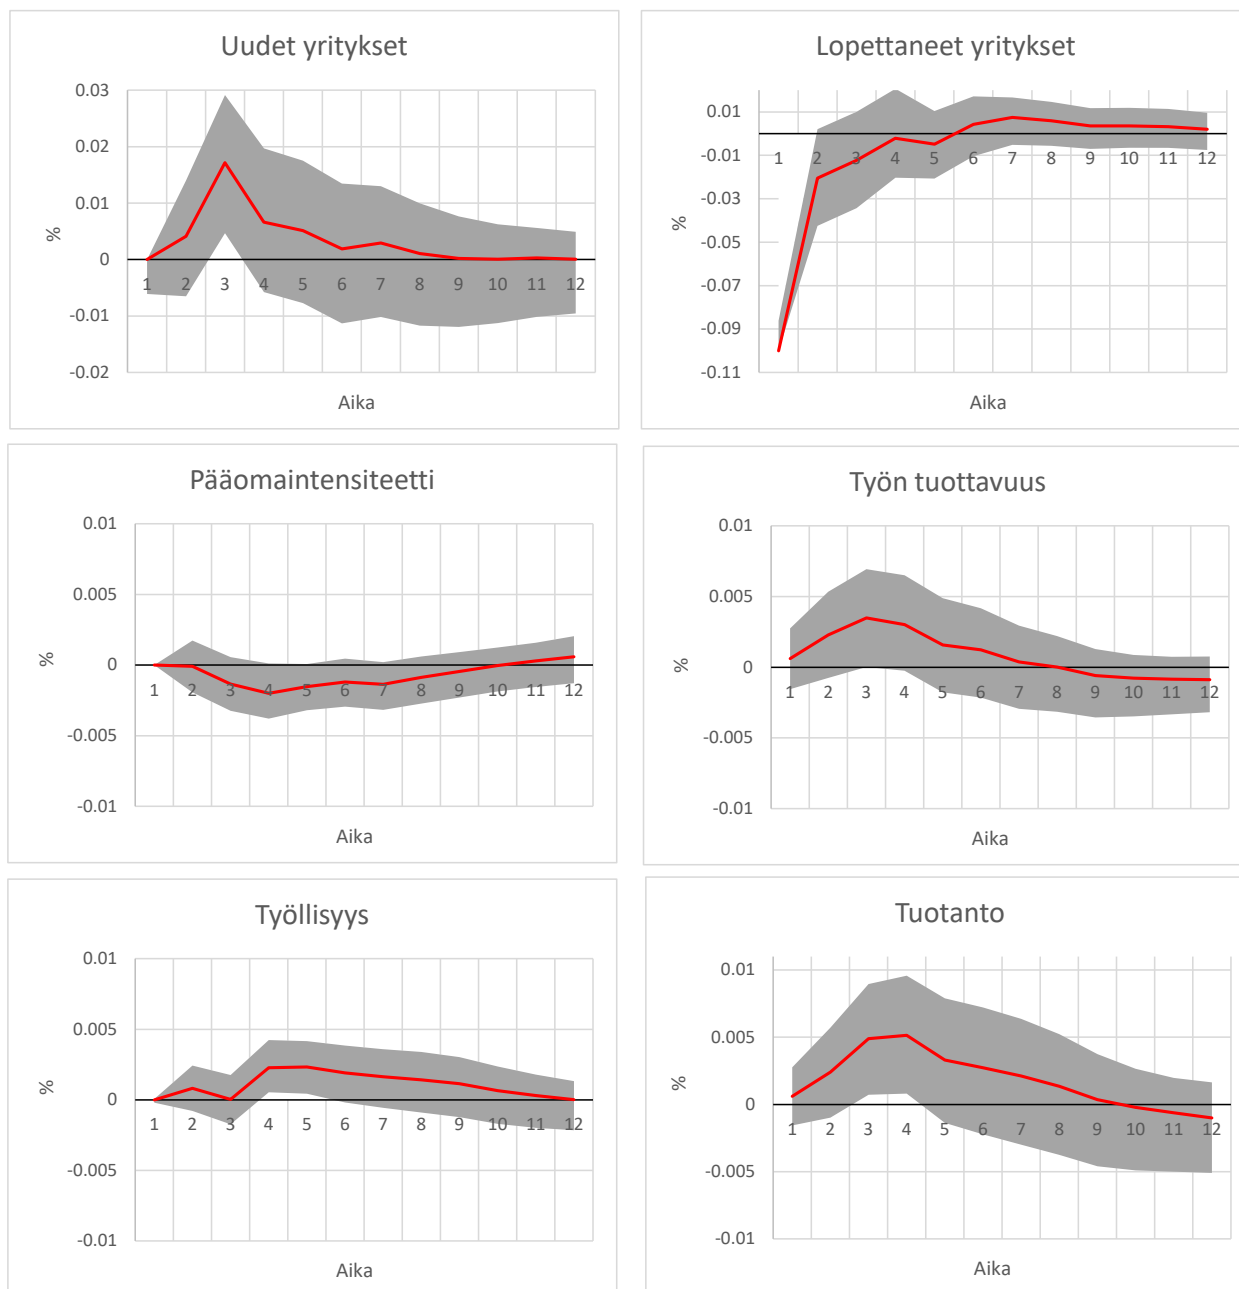 Uudet yritykset
0.03
0.02
0.01
0
-0.01
-0.02
%
1 2 3 4 5 6 7 8 9 10 11 12
Aika
Lopettaneet yritykset
0.01
-0.01
-0.03
-0.05
-0.07
-0.09
-0.11
%
1 2 3 4 5 6 7 8 9 10 11 12
Aika
Pääomaintensiteetti
0.01
0.005
0
-0.005
-0.01
%
1 2 3 4 5 6 7 8 9 10 11 12
Aika
Työn tuottavuus
0.01
0.005
0
-0.005
-0.01
%
1 2 3 4 5 6 7 8 9 10 11 12
Aika
Työllisyys
0.01
0.005
0
-0.005
-0.01
%
1 2 3 4 5 6 7 8 9 10 11 12
Aika
Tuotanto
0.01
0.005
0
-0.005
-0.01
%
1 2 3 4 5 6 7 8 9 10 11 12
Aika